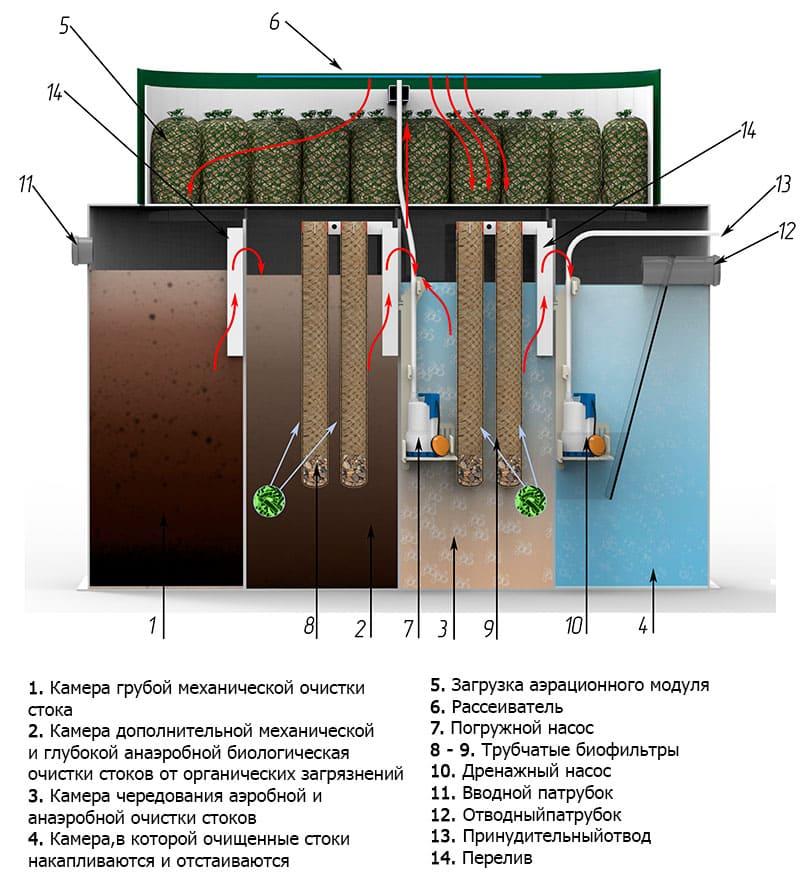 5
6
14
14
11
13
12
1
8
2
7
3
9
10
4
1. Камера грубой механической очистки
стока
2. Камера дополнительной механической
и глубокой анаэробной биологическая
очистки стоков от органических загрязнений
3. Камера чередования аэробной и
анаэробной очистки стоков
4. Камера,в которой очищенные стоки
накапливаются и отстаиваются
5. Загрузка аэрационного модуля
6. Рассеиватель
7. Погружной насос
8 - 9. Трубчатые биофильтры
10. Дренажный насос
11. Вводной патрубок
12. Отводныйпатрубок
13. Принудительныйотвод
14. Перелив